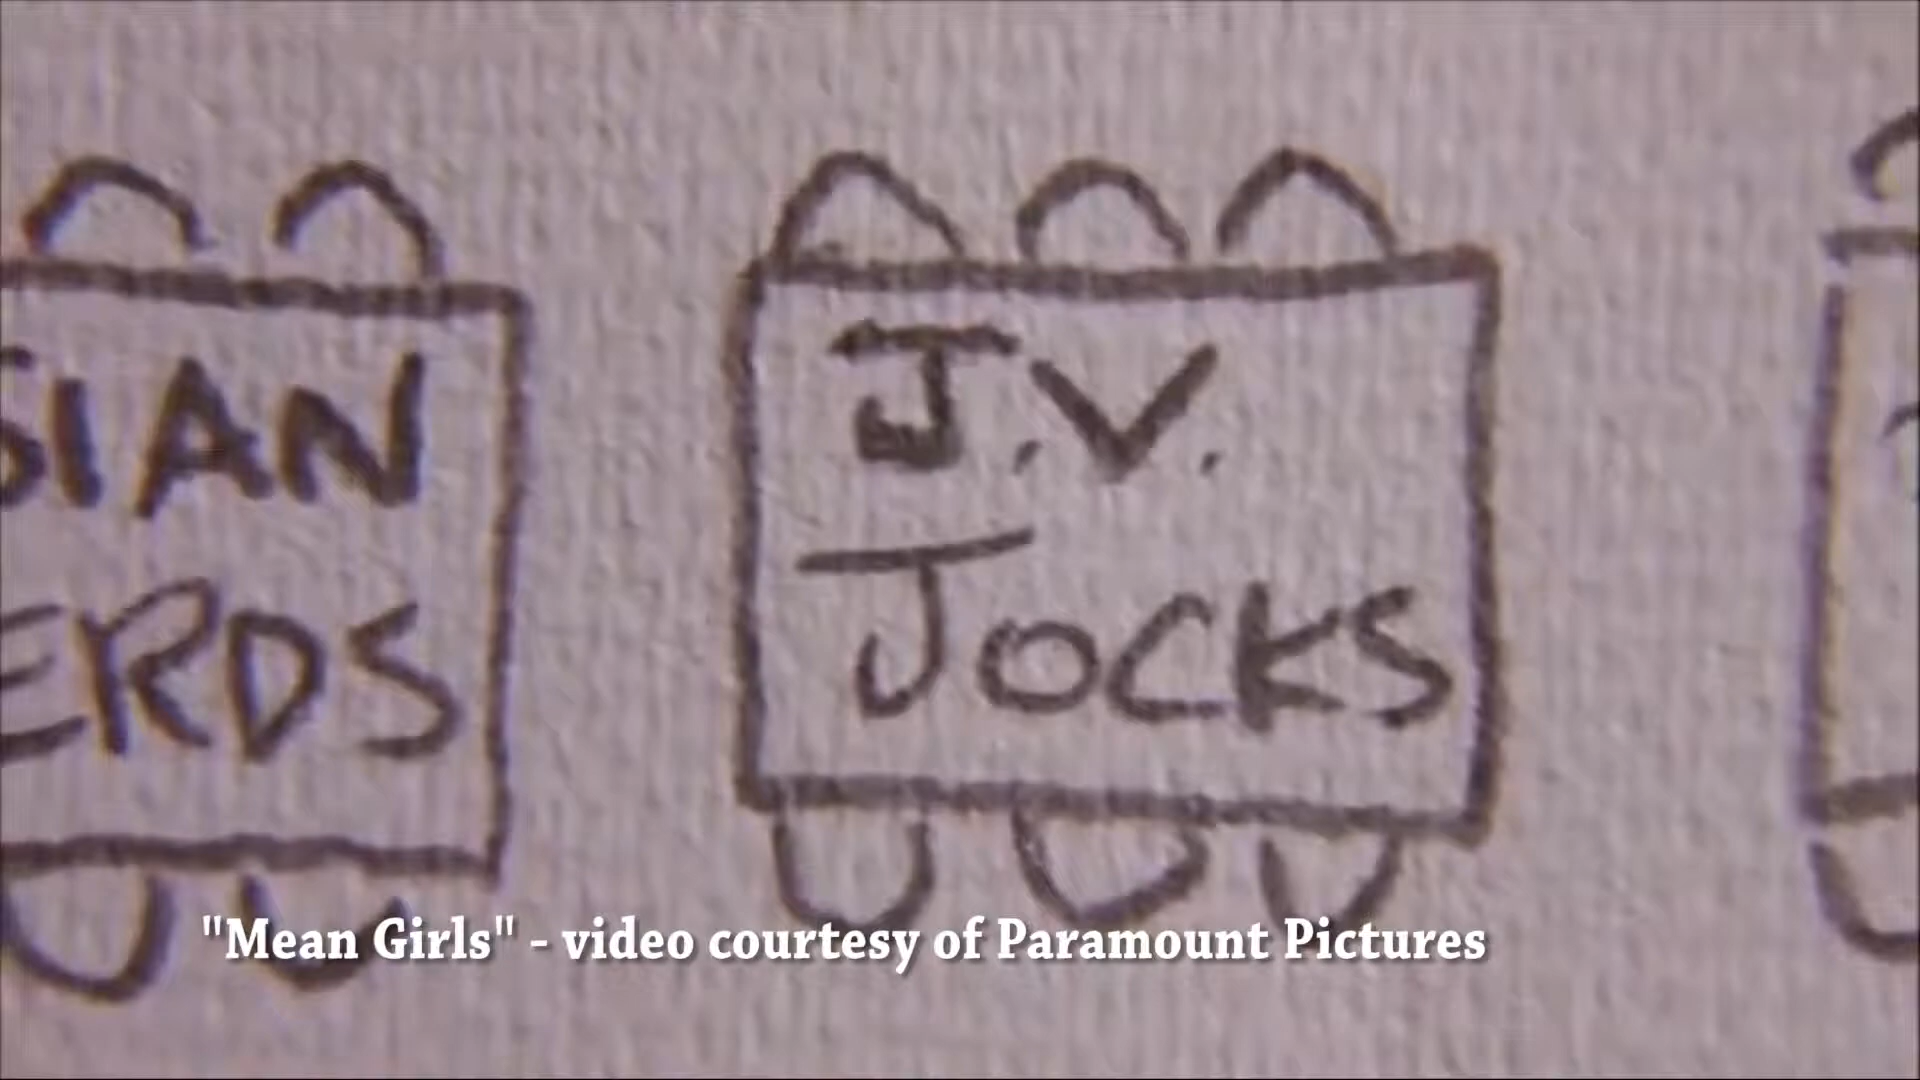 SIAN
ERDS
J.V.
JOCKS
"Mean Girls" - video courtesy of Paramount Pictures